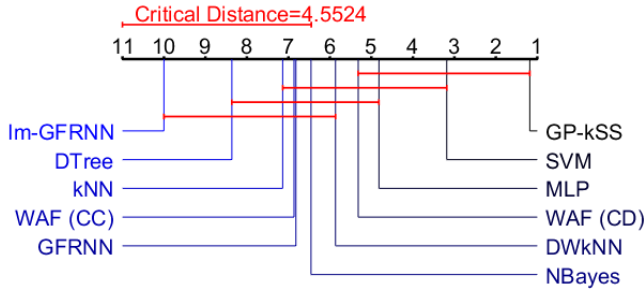 Critical Distance=4.5524
11 10 9 8 7 6 5 4 3 2 1
Im-GFRNN GP-kSS
DTree SVM
kNN MLP
WAF (CC) WAF (CD)
GFRNN DWkNN
NBayes